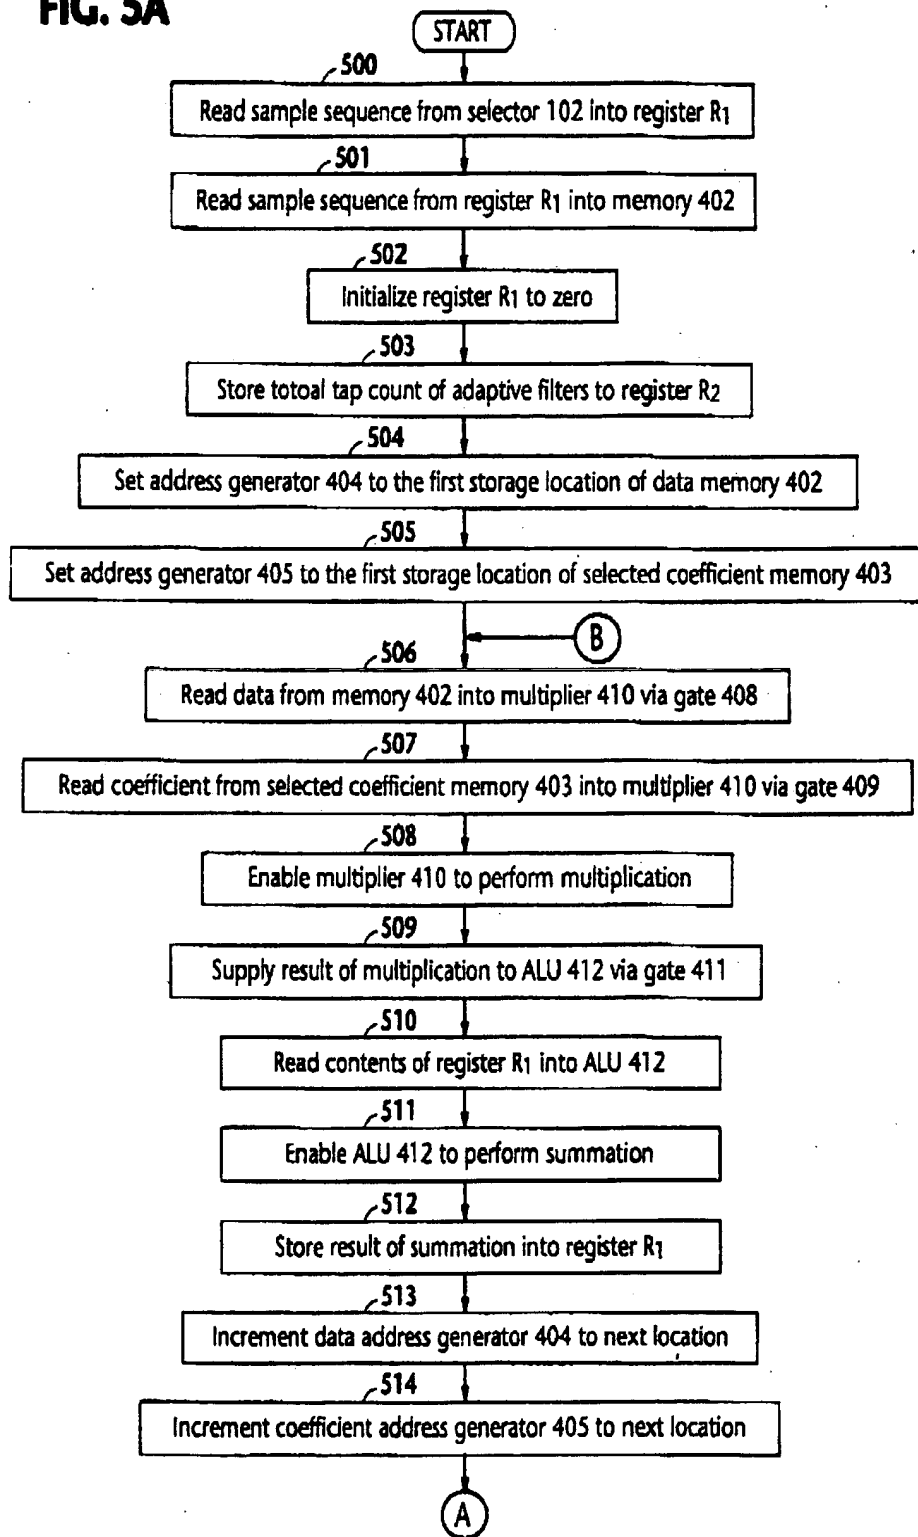 FIG. 5A
START
500
Read sample sequence from selector 102 into register R1
501
Read sample sequence from register R1 into memory 402
502
Initialize register R1 to zero
503
Store totoal tap count of adaptive filters to register R2
504
Set address generator 404 to the first storage location of data memory 402
505
Set address generator 405 to the first storage location of selected coefficient memory 403
B
506
Read data from memory 402 into multiplier 410 via gate 408
507
Read coefficient from selected coefficient memory 403 into multiplier 410 via gate 409
508
Enable multiplier 410 to perform multiplication
509
Supply result of multiplication to ALU 412 via gate 411
510
Read contents of register R1 into ALU 412
511
Enable ALU 412 to perform summation
512
Store result of summation into register R1
513
Increment data address generator 404 to next location
514
Increment coefficient address generator 405 to next location
A